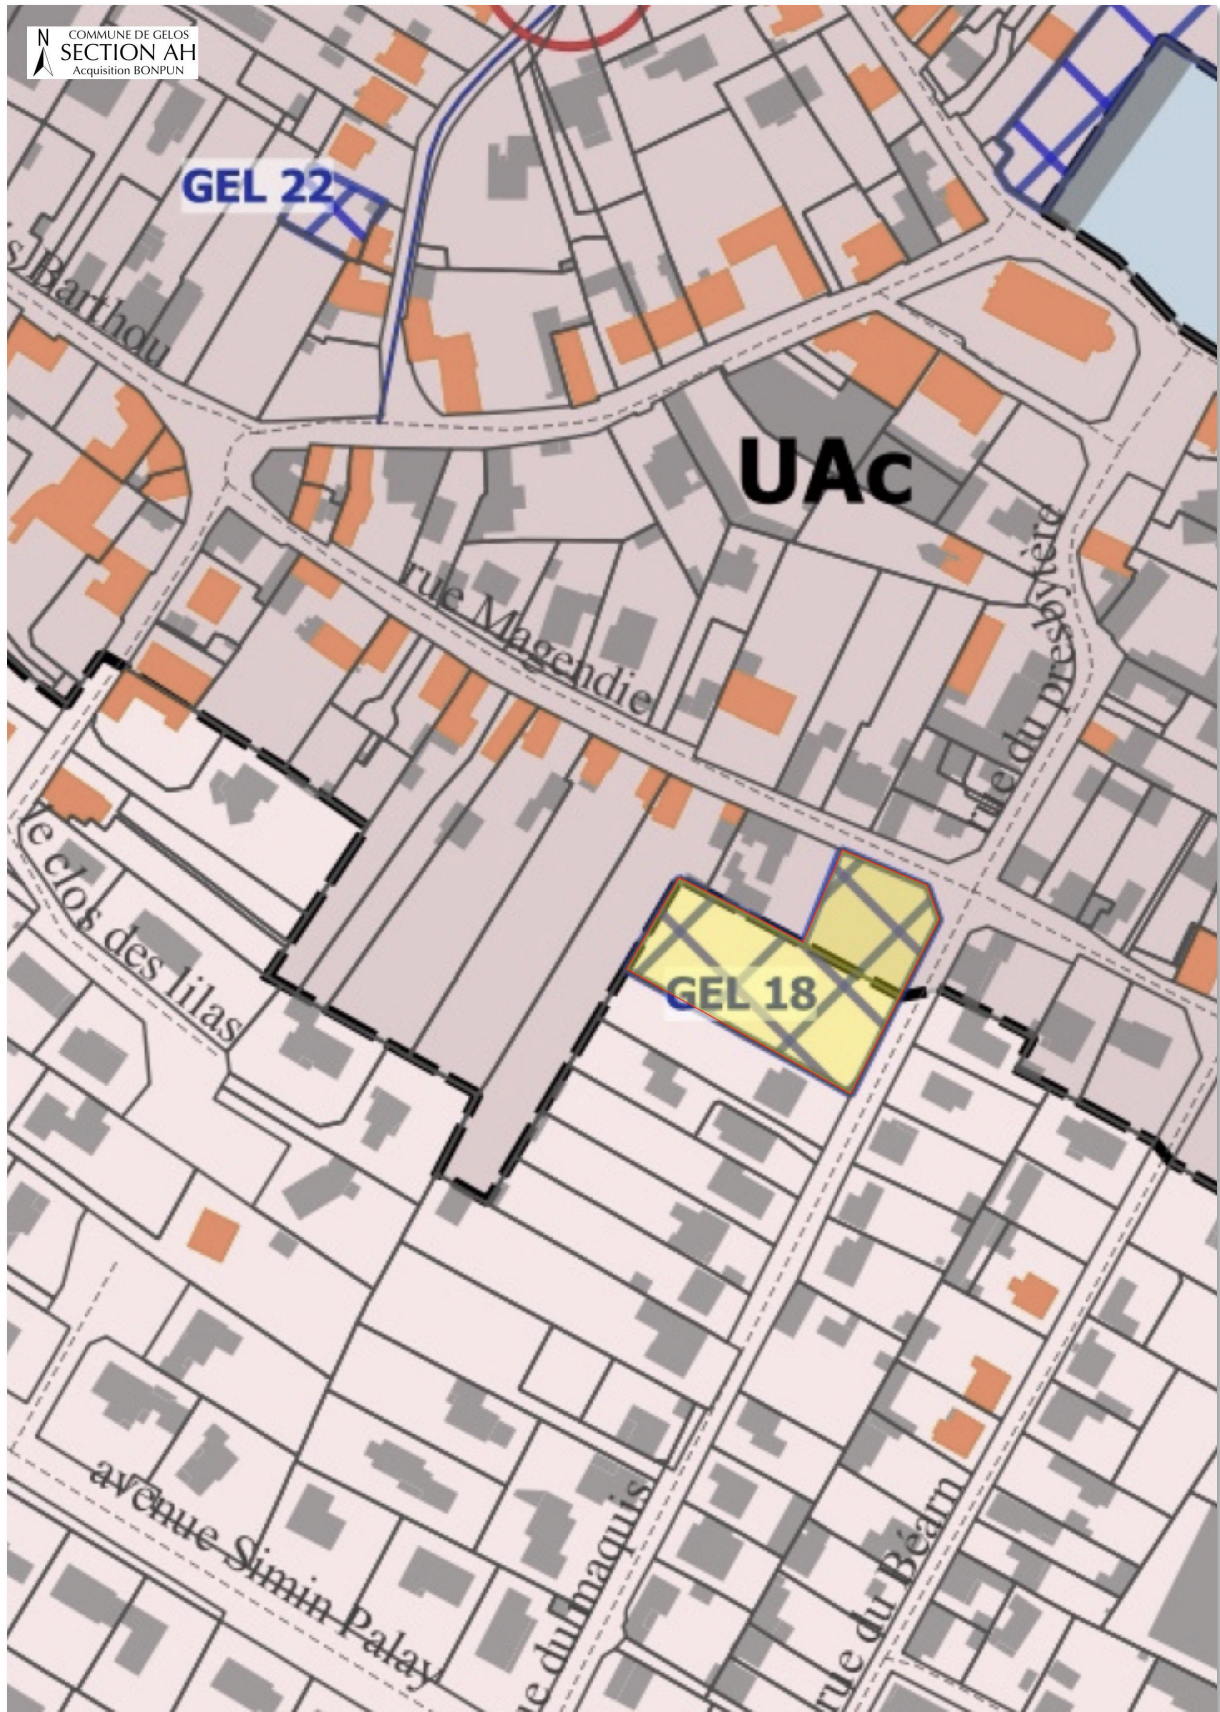 N
COMMUNE DE GELOS
SECTION AH
Acquisition BONPUN
GEL 22
s Barthou
UAc
rue Magendie
rue du presbytère
le clos des lilas
GEL 18
avenue Simin Palay
ue du maquis
rue du Béarn